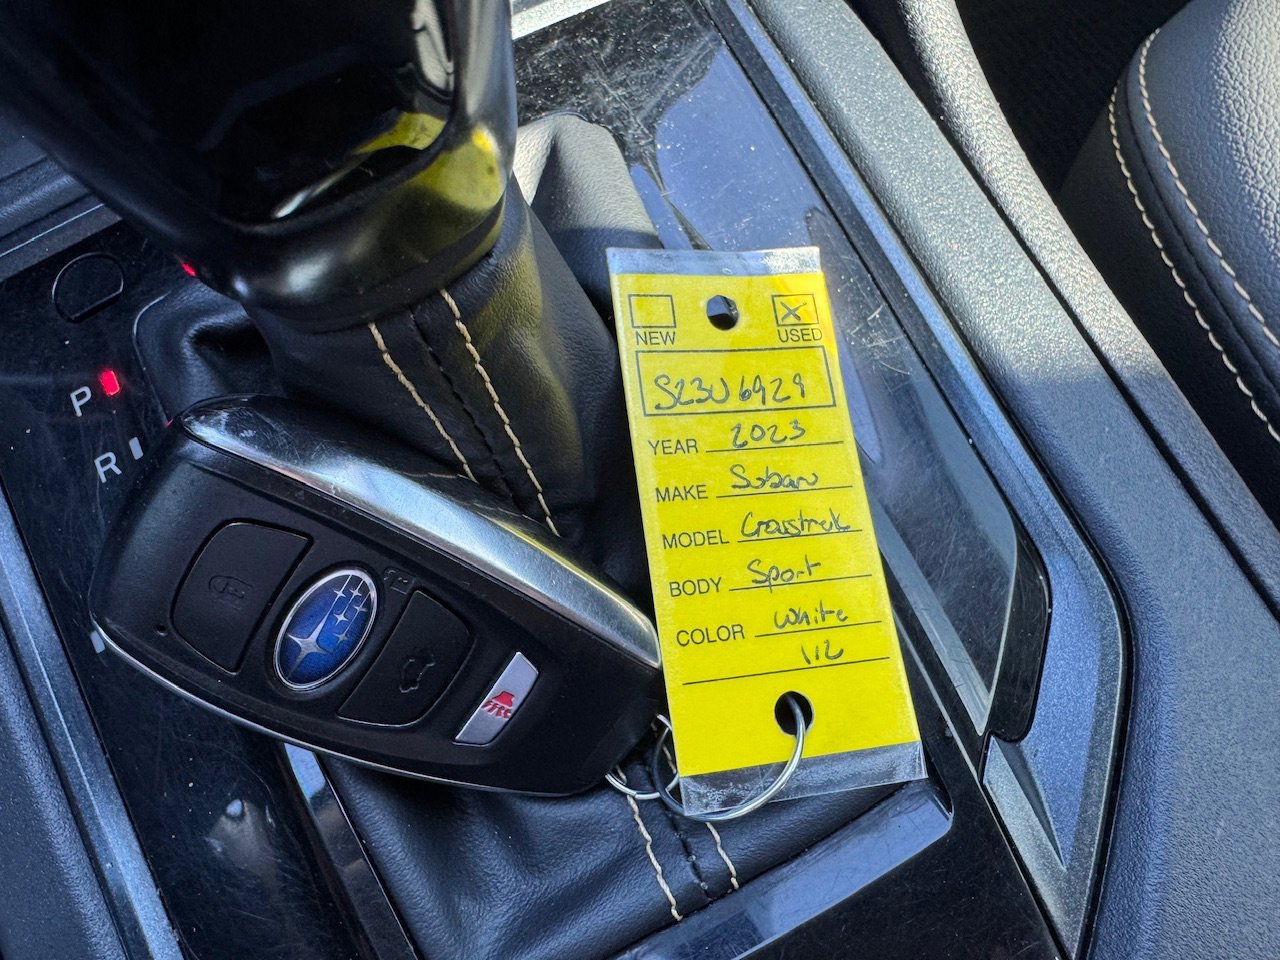 NEW USED
S23U6929
YEAR 2023
MAKE Subaru
MODEL Crosstrek
BODY Sport
COLOR White
1/2
P
R